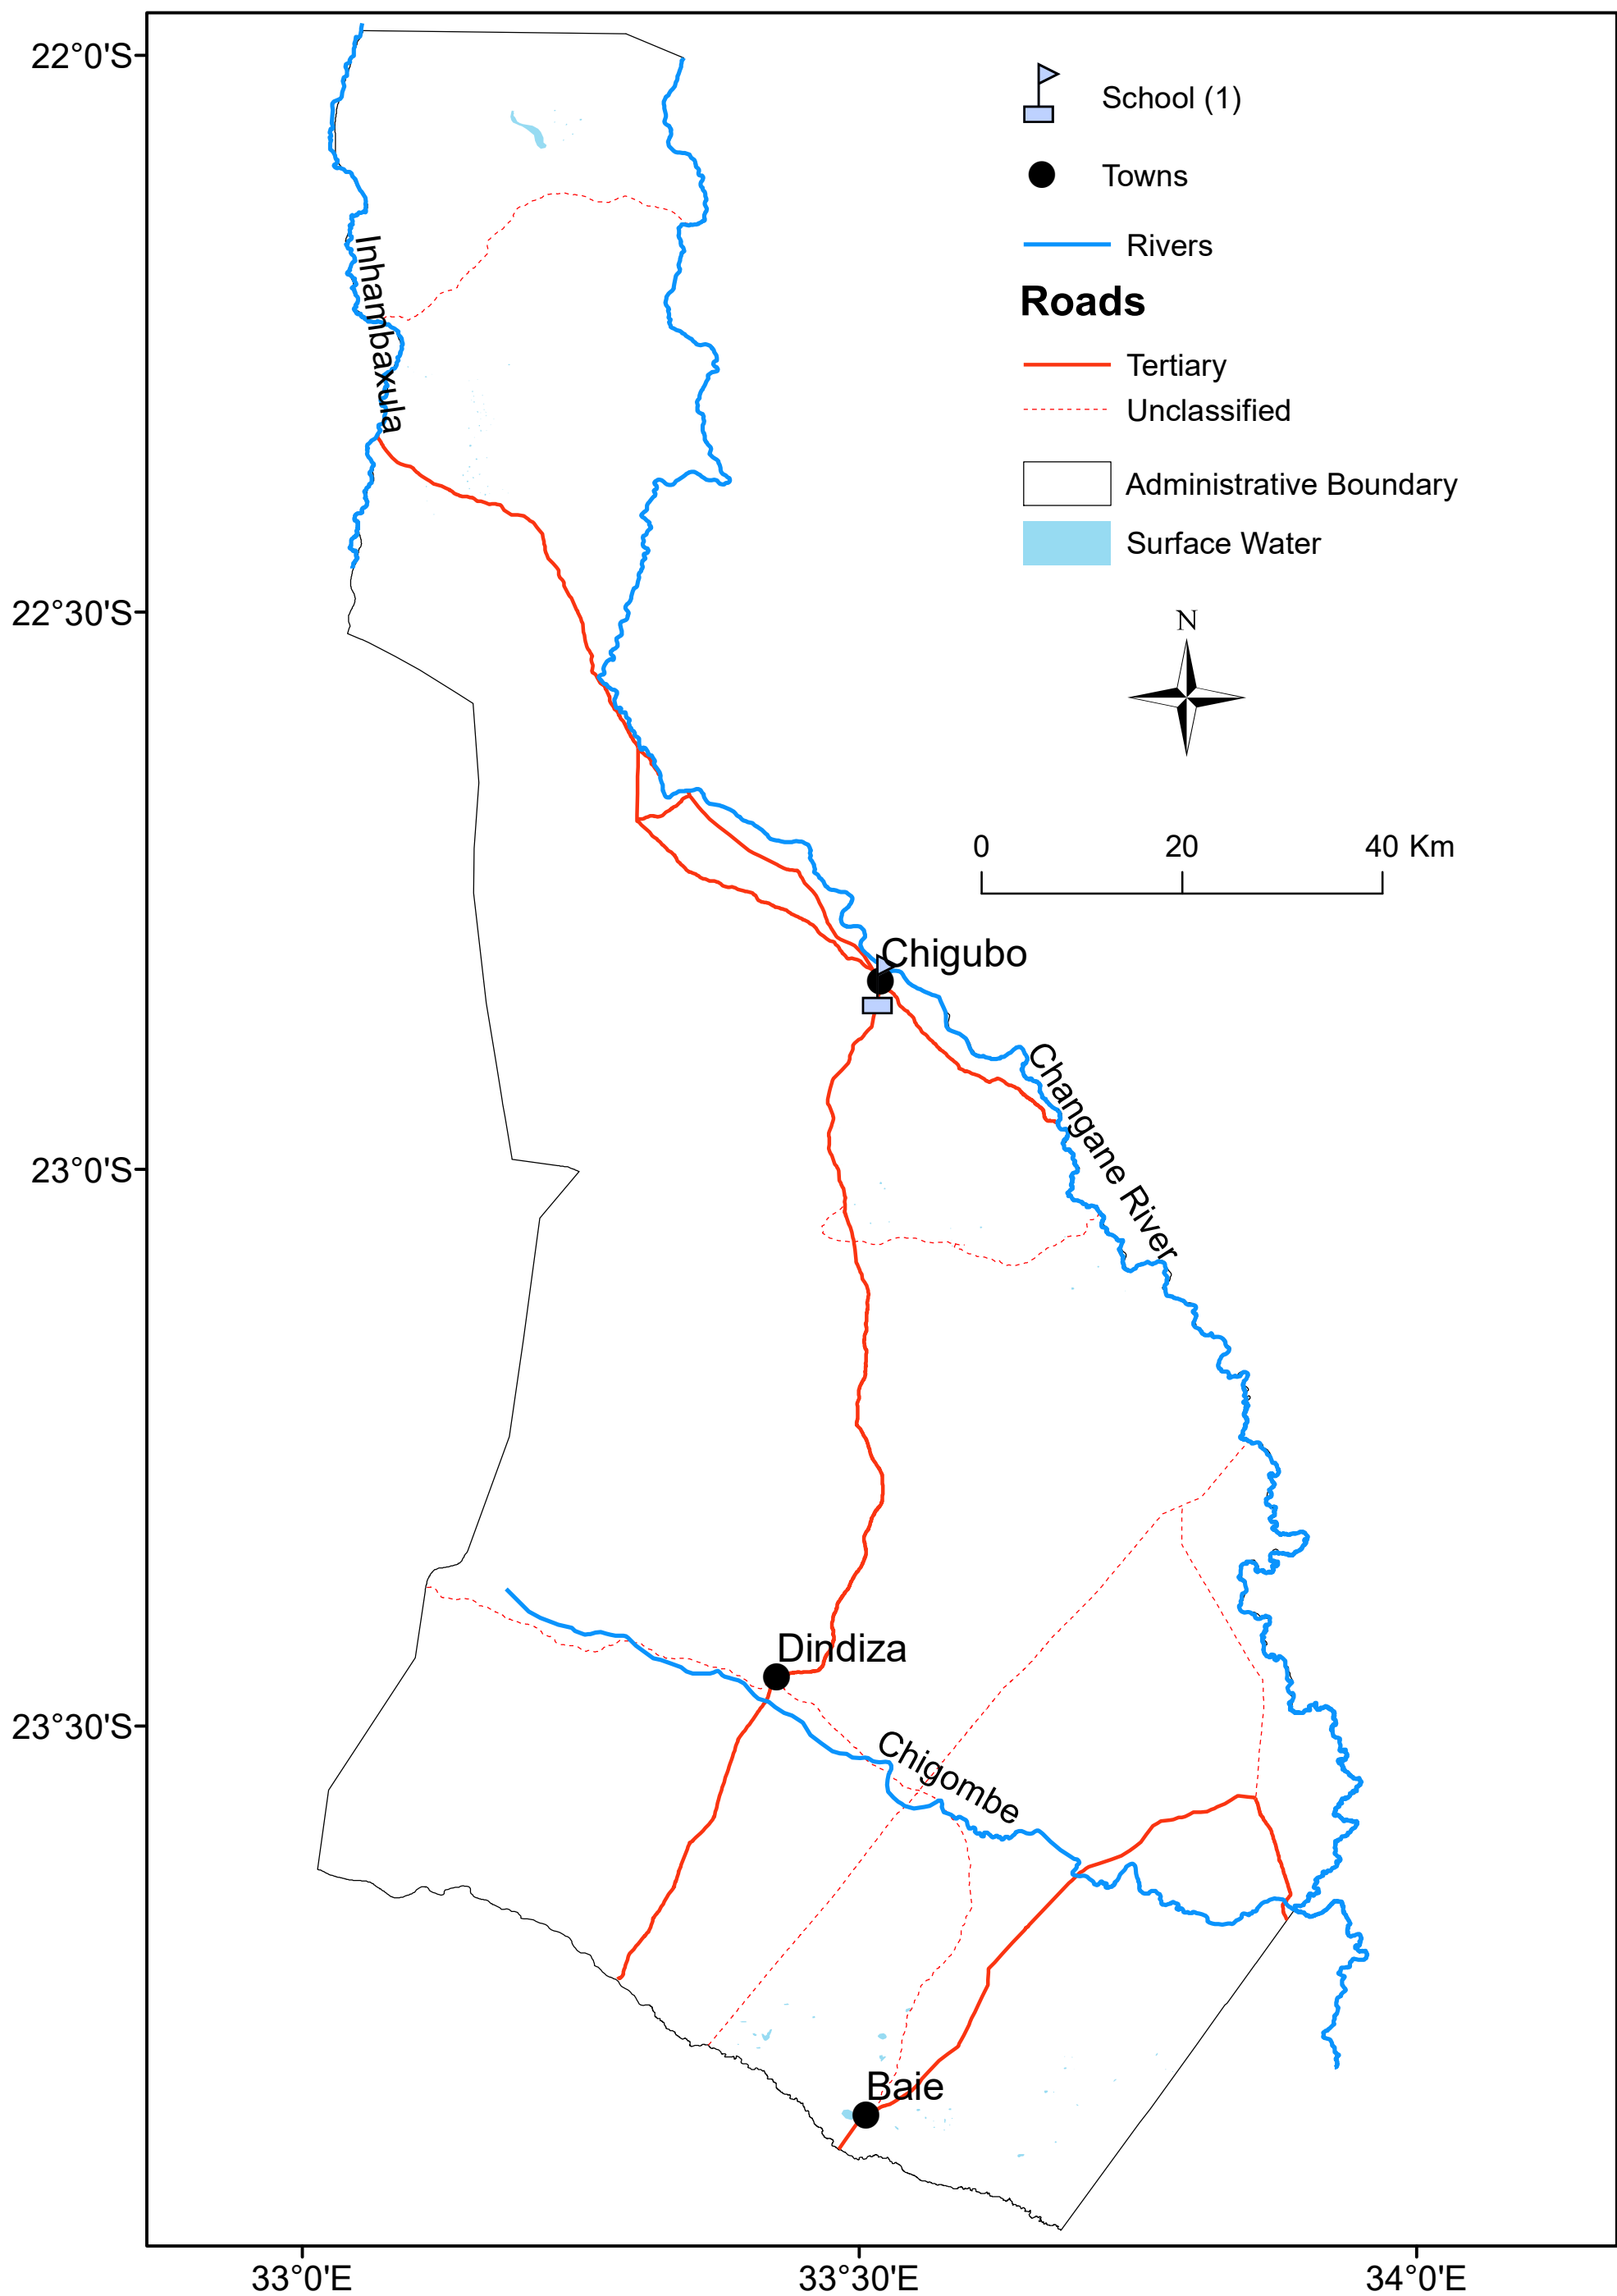 22°0'S
22°30'S
23°0'S
23°30'S
33°0'E
33°30'E
34°0'E
School (1)
Towns
Rivers
Roads
Tertiary
Unclassified
Administrative Boundary
Surface Water
N
0 20 40 Km
Inhambaxula
Chigubo
Changane River
Dindiza
Chigombe
Baie